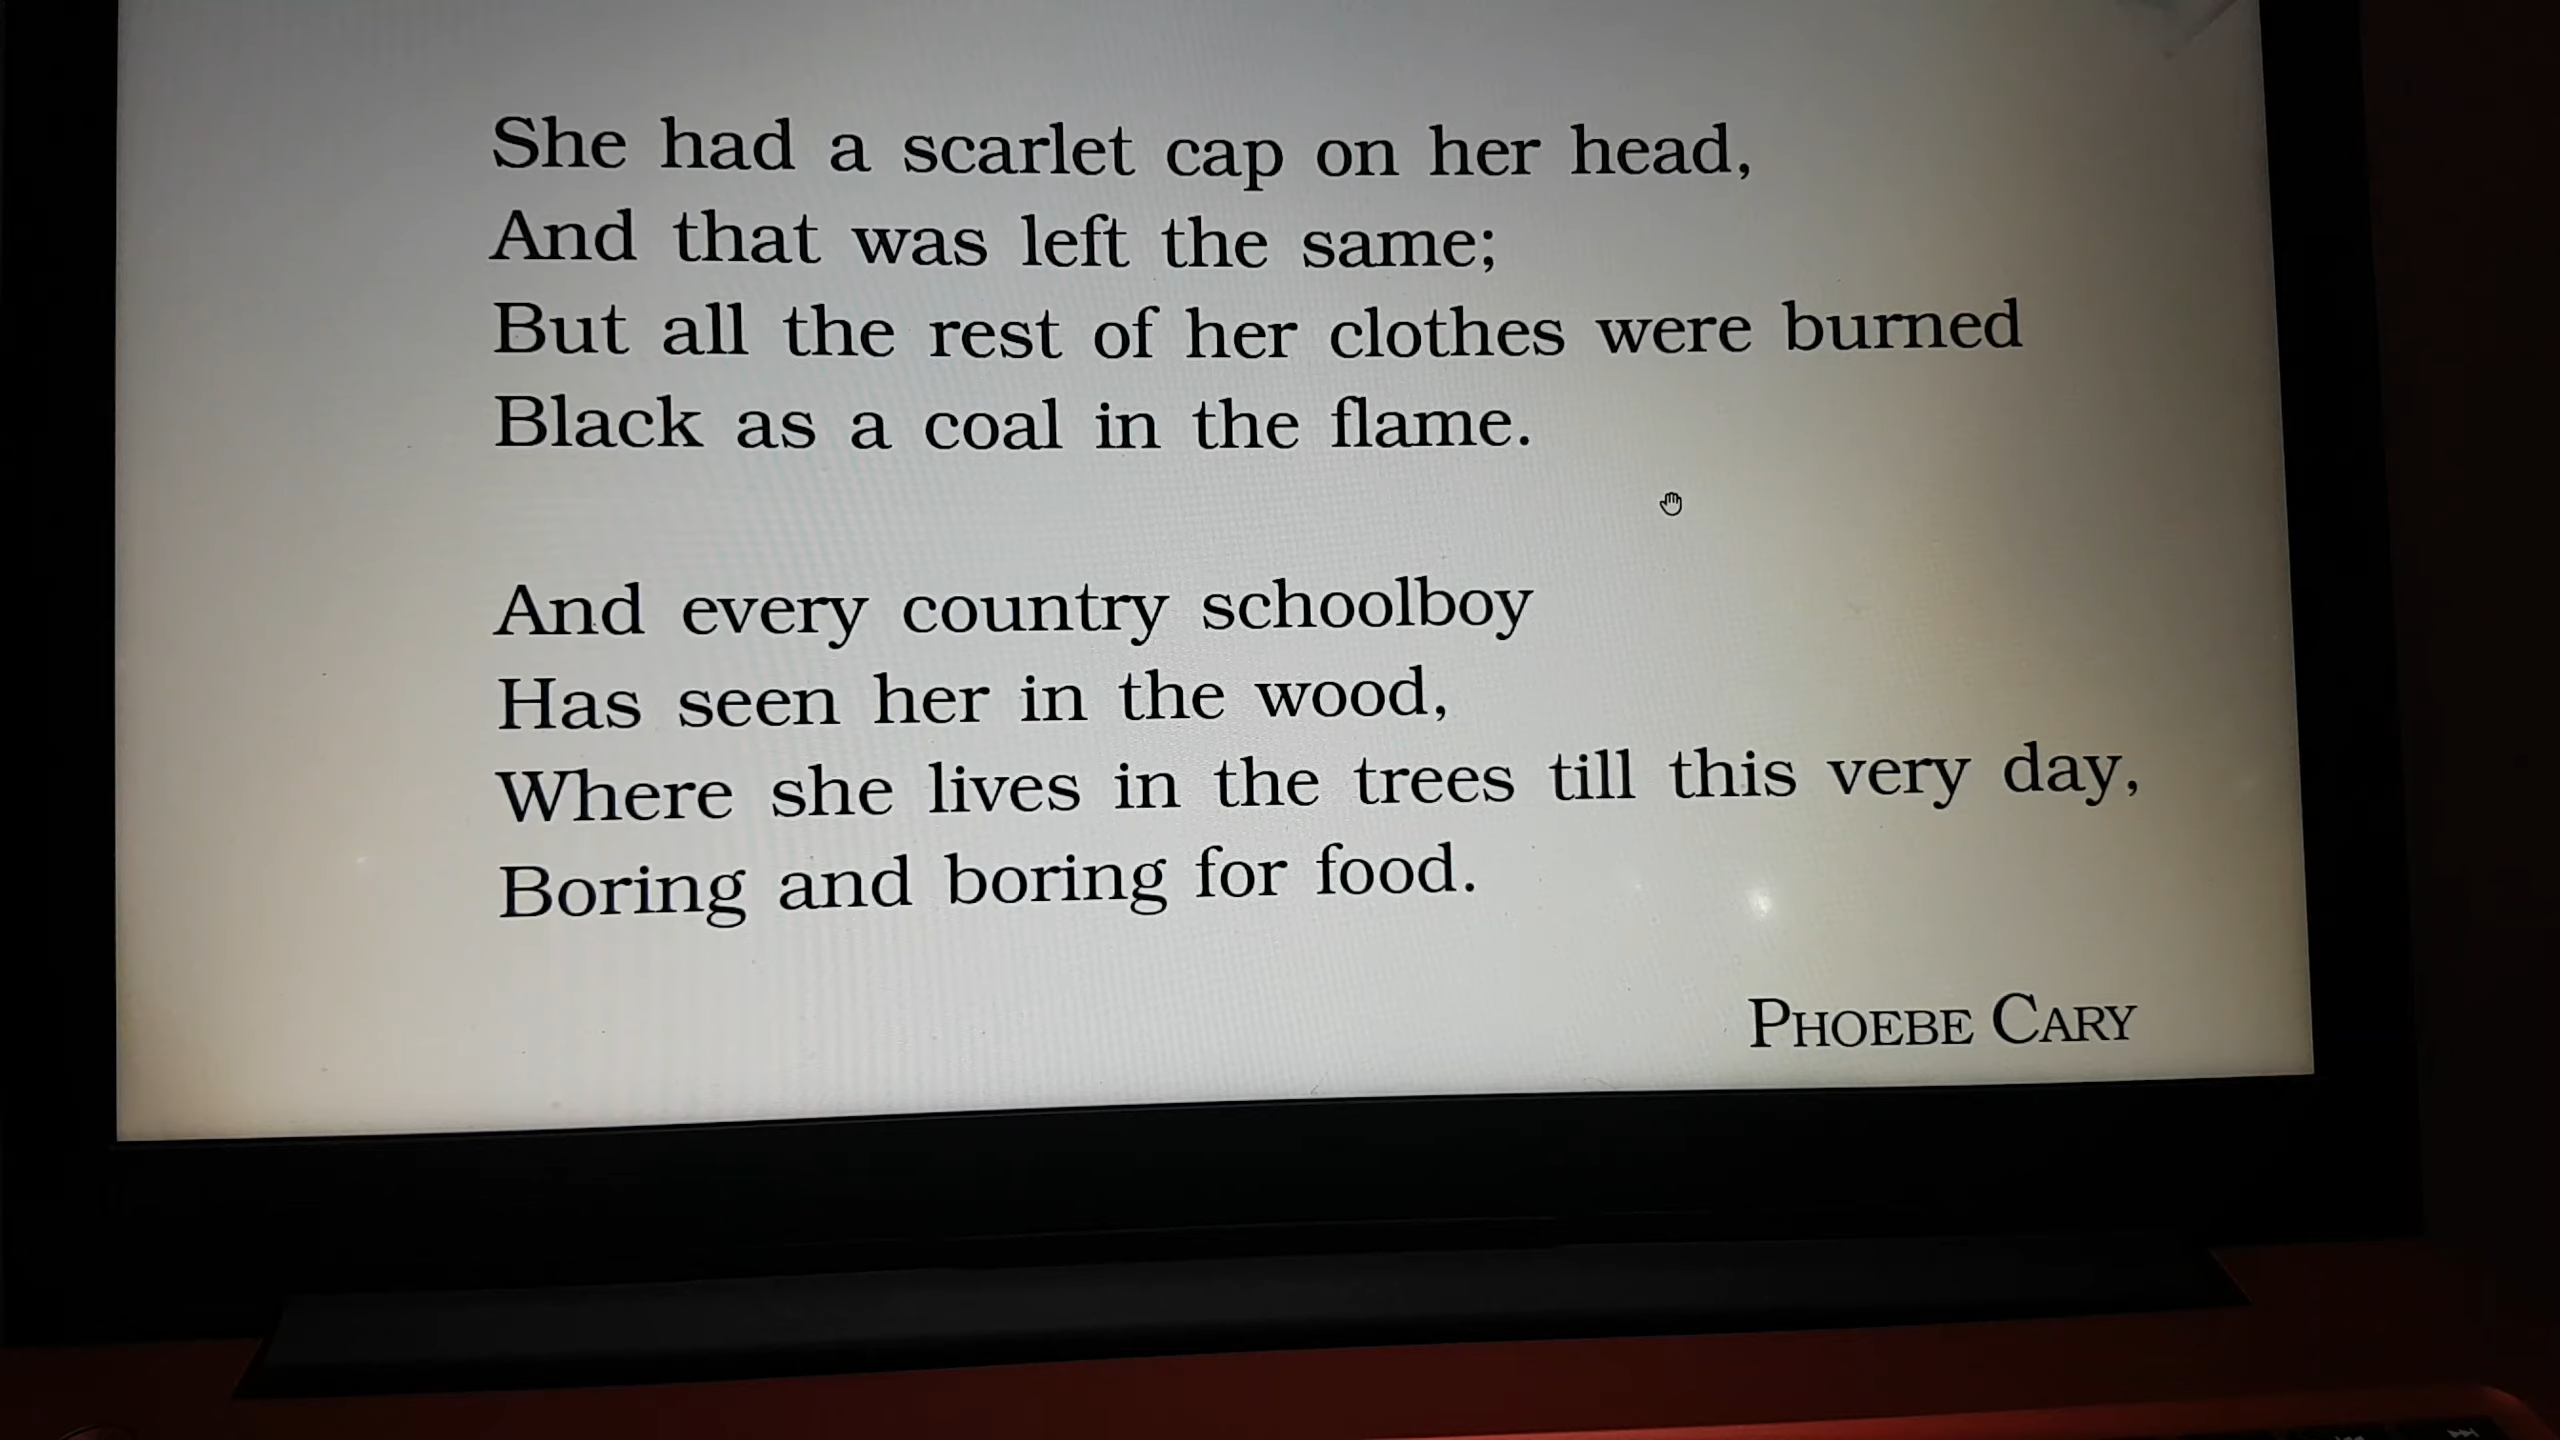 She had a scarlet cap on her head,
And that was left the same;
But all the rest of her clothes were burned
Black as a coal in the flame.
And every country schoolboy
Has seen her in the wood,
Where she lives in the trees till this very day,
Boring and boring for food.
PHOEBE CARY